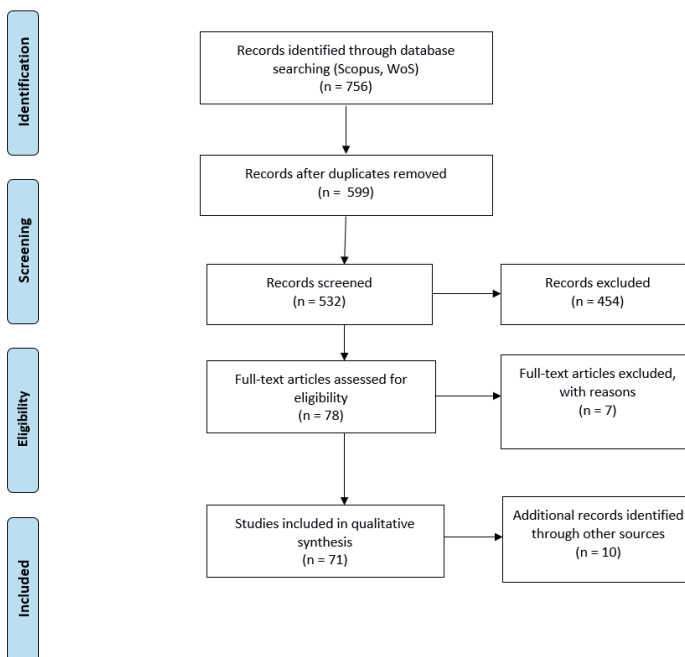 Identification
Records identified through database
searching (Scopus, WoS)
(n = 756)
Records after duplicates removed
(n = 599)
Screening
Records screened
(n = 532)
Records excluded
(n = 454)
Eligibility
Full-text articles assessed for
eligibility
(n = 78)
Full-text articles excluded,
with reasons
(n = 7)
Included
Studies included in qualitative
synthesis
(n = 71)
Additional records identified
through other sources
(n = 10)